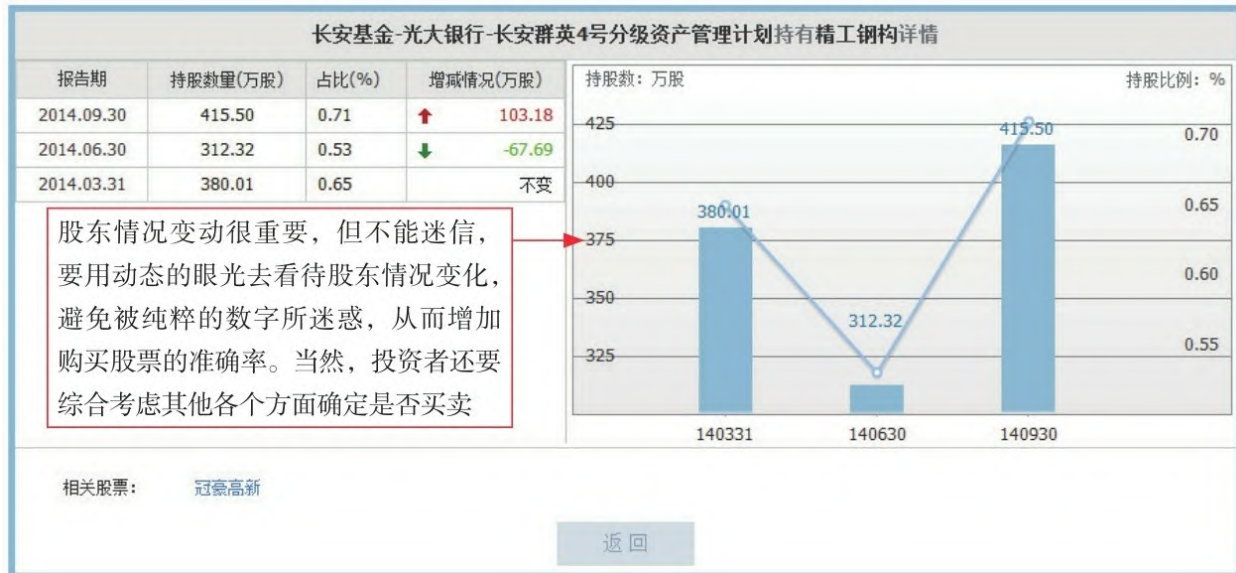 长安基金-光大银行-长安群英4号分级资产管理计划持有精工钢构详情
报告期 持股数量(万股) 占比(%) 增减情况(万股)
2014.09.30 415.50 0.71 103.18
2014.06.30 312.32 0.53 -67.69
2014.03.31 380.01 0.65 不变
股东情况变动很重要，但不能迷信，
要用动态的眼光去看待股东情况变化，
避免被纯粹的数字所迷惑，从而增加
购买股票的准确率。当然，投资者还要
综合考虑其他各个方面确定是否买卖
持股数：万股 持股比例：%
425
400
375
350
325
415.50
380.01
312.32
0.70
0.65
0.60
0.55
140331 140630 140930
相关股票： 冠豪高新
返回